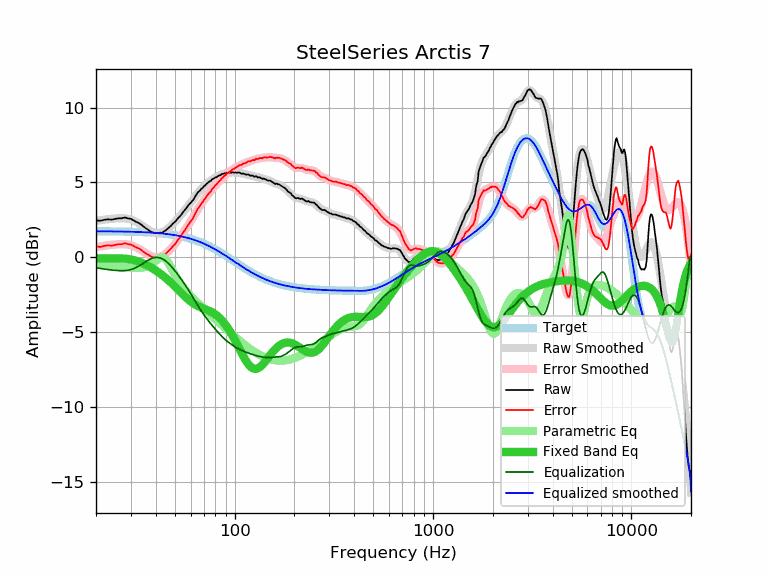 SteelSeries Arctis 7
Amplitude (dBr)
10
5
0
−5
−10
−15
100
1000
10000
Frequency (Hz)
Target
Raw Smoothed
Error Smoothed
Raw
Error
Parametric Eq
Fixed Band Eq
Equalization
Equalized smoothed